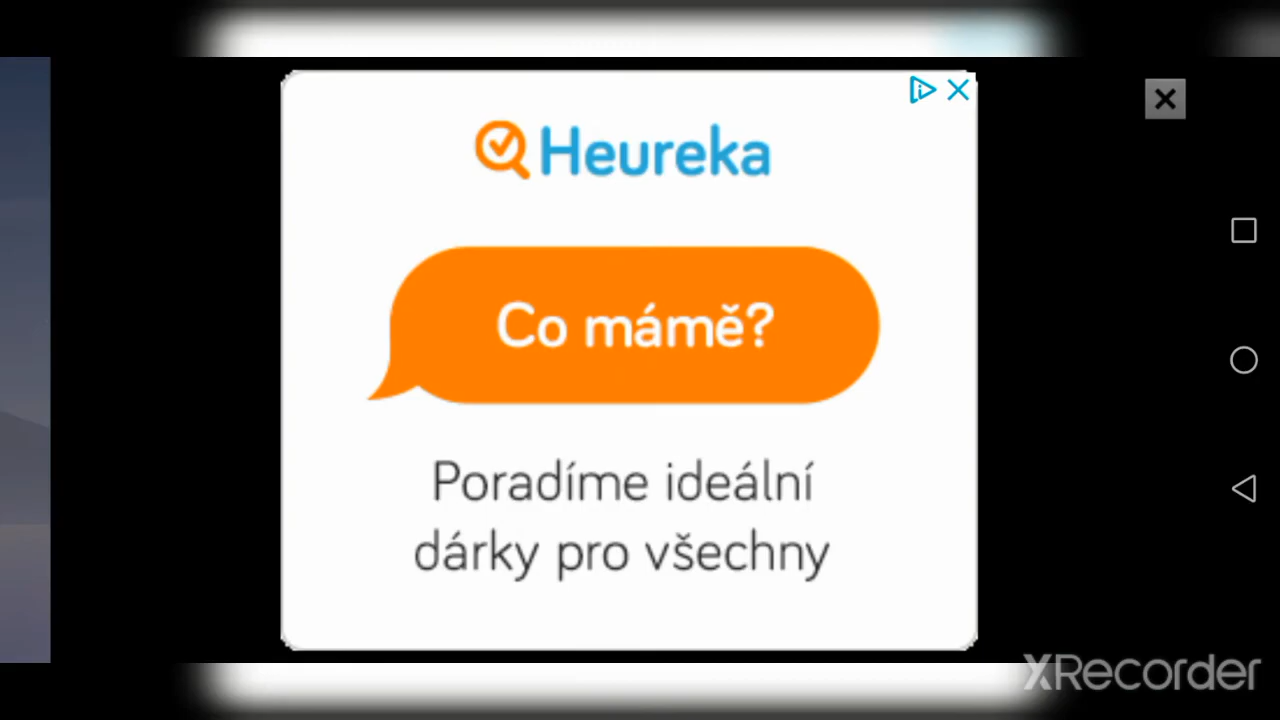 Heureka
Co mámě?
Poradíme ideální
dárky pro všechny
XRecorder